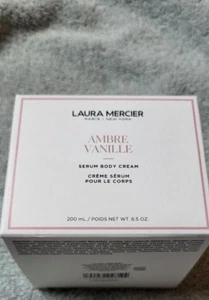 LAURA MERCIER
PARIS • NEW YORK
AMBRE
VANILLE
SERUM BODY CREAM
CRÈME SÉRUM
POUR LE CORPS
200 mL / POIDS NET WT. 6.5 OZ.